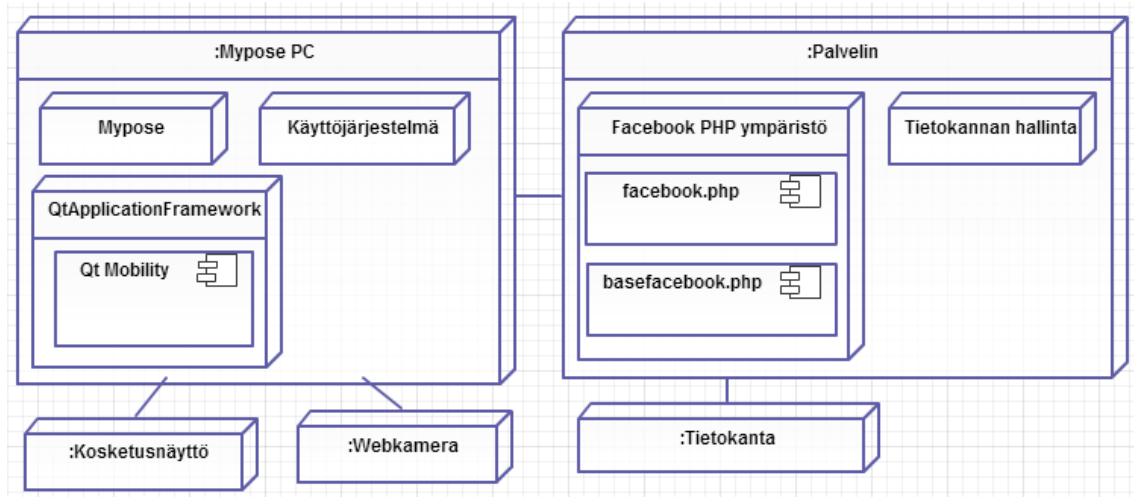 :Mypose PC
Mypose
Käyttöjärjestelmä
QtApplicationFramework
Qt Mobility
:Kosketusnäyttö
:Webkamera
:Palvelin
Facebook PHP ympäristö
facebook.php
basefacebook.php
Tietokannan hallinta
:Tietokanta